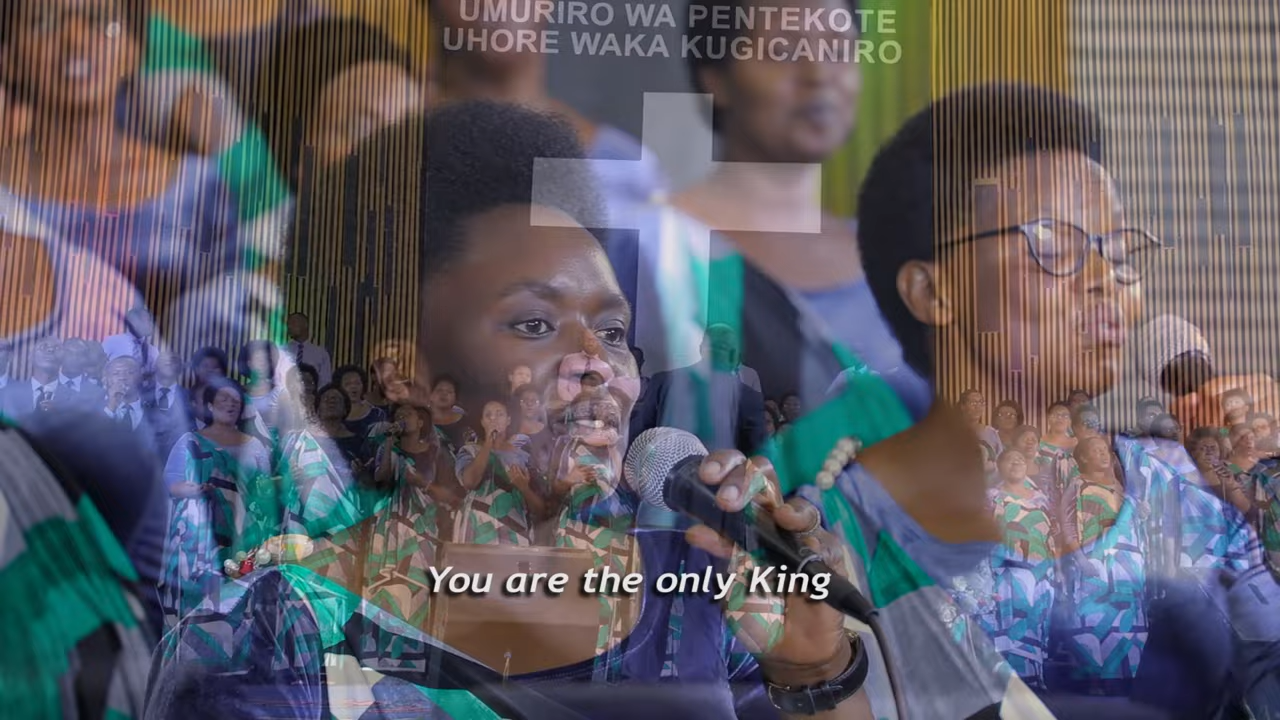 UMURIRO WA PENTEKOTE
UHORE WAKA KUGICANIRO
You are the only King